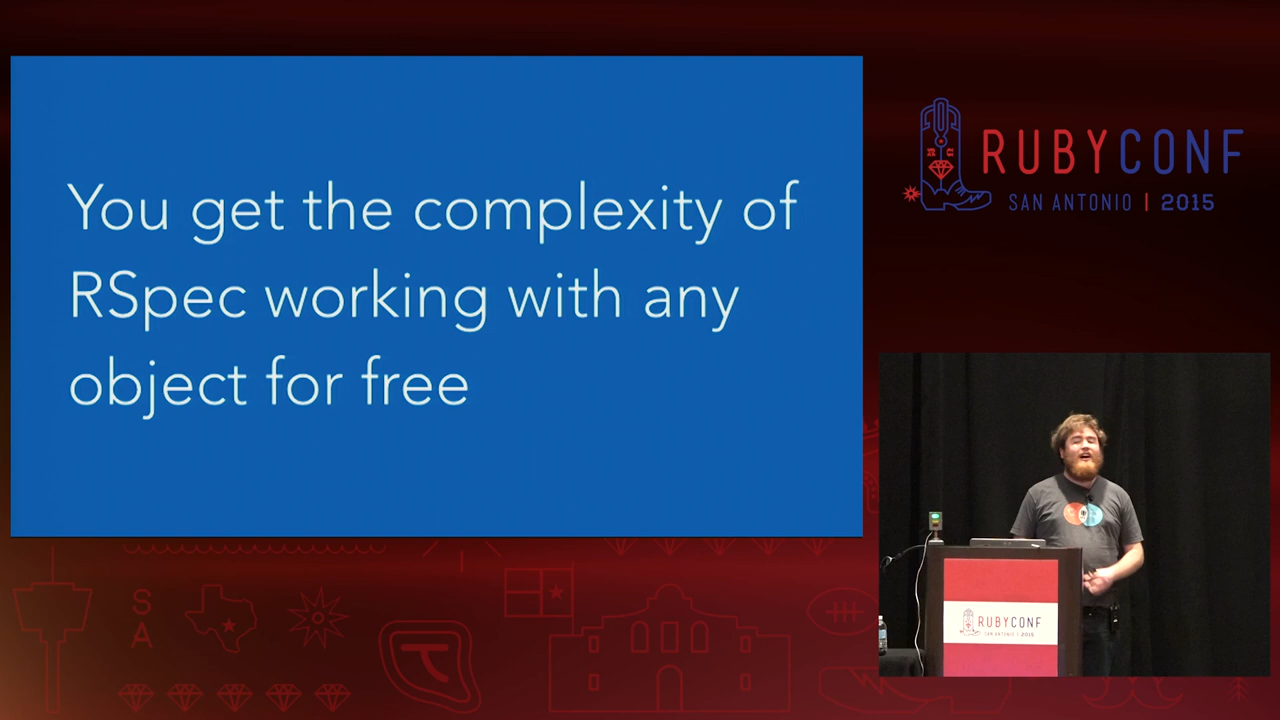 You get the complexity of
RSpec working with any
object for free
RUBYCONF
SAN ANTONIO | 2015
RUBYCONF
SAN ANTONIO | 2015
S
A